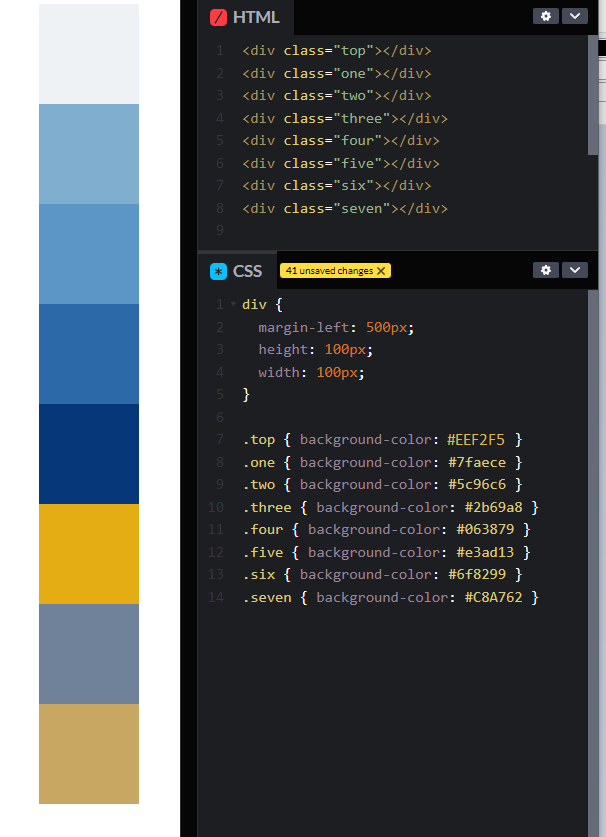 HTML
1 <div class="top"></div>
2 <div class="one"></div>
3 <div class="two"></div>
4 <div class="three"></div>
5 <div class="four"></div>
6 <div class="five"></div>
7 <div class="six"></div>
8 <div class="seven"></div>
9
CSS 41 unsaved changes X
1 div {
2   margin-left: 500px;
3   height: 100px;
4   width: 100px;
5 }
6
7 .top { background-color: #EEF2F5 }
8 .one { background-color: #7faece }
9 .two { background-color: #5c96c6 }
10 .three { background-color: #2b69a8 }
11 .four { background-color: #063879 }
12 .five { background-color: #e3ad13 }
13 .six { background-color: #6f8299 }
14 .seven { background-color: #C8A762 }